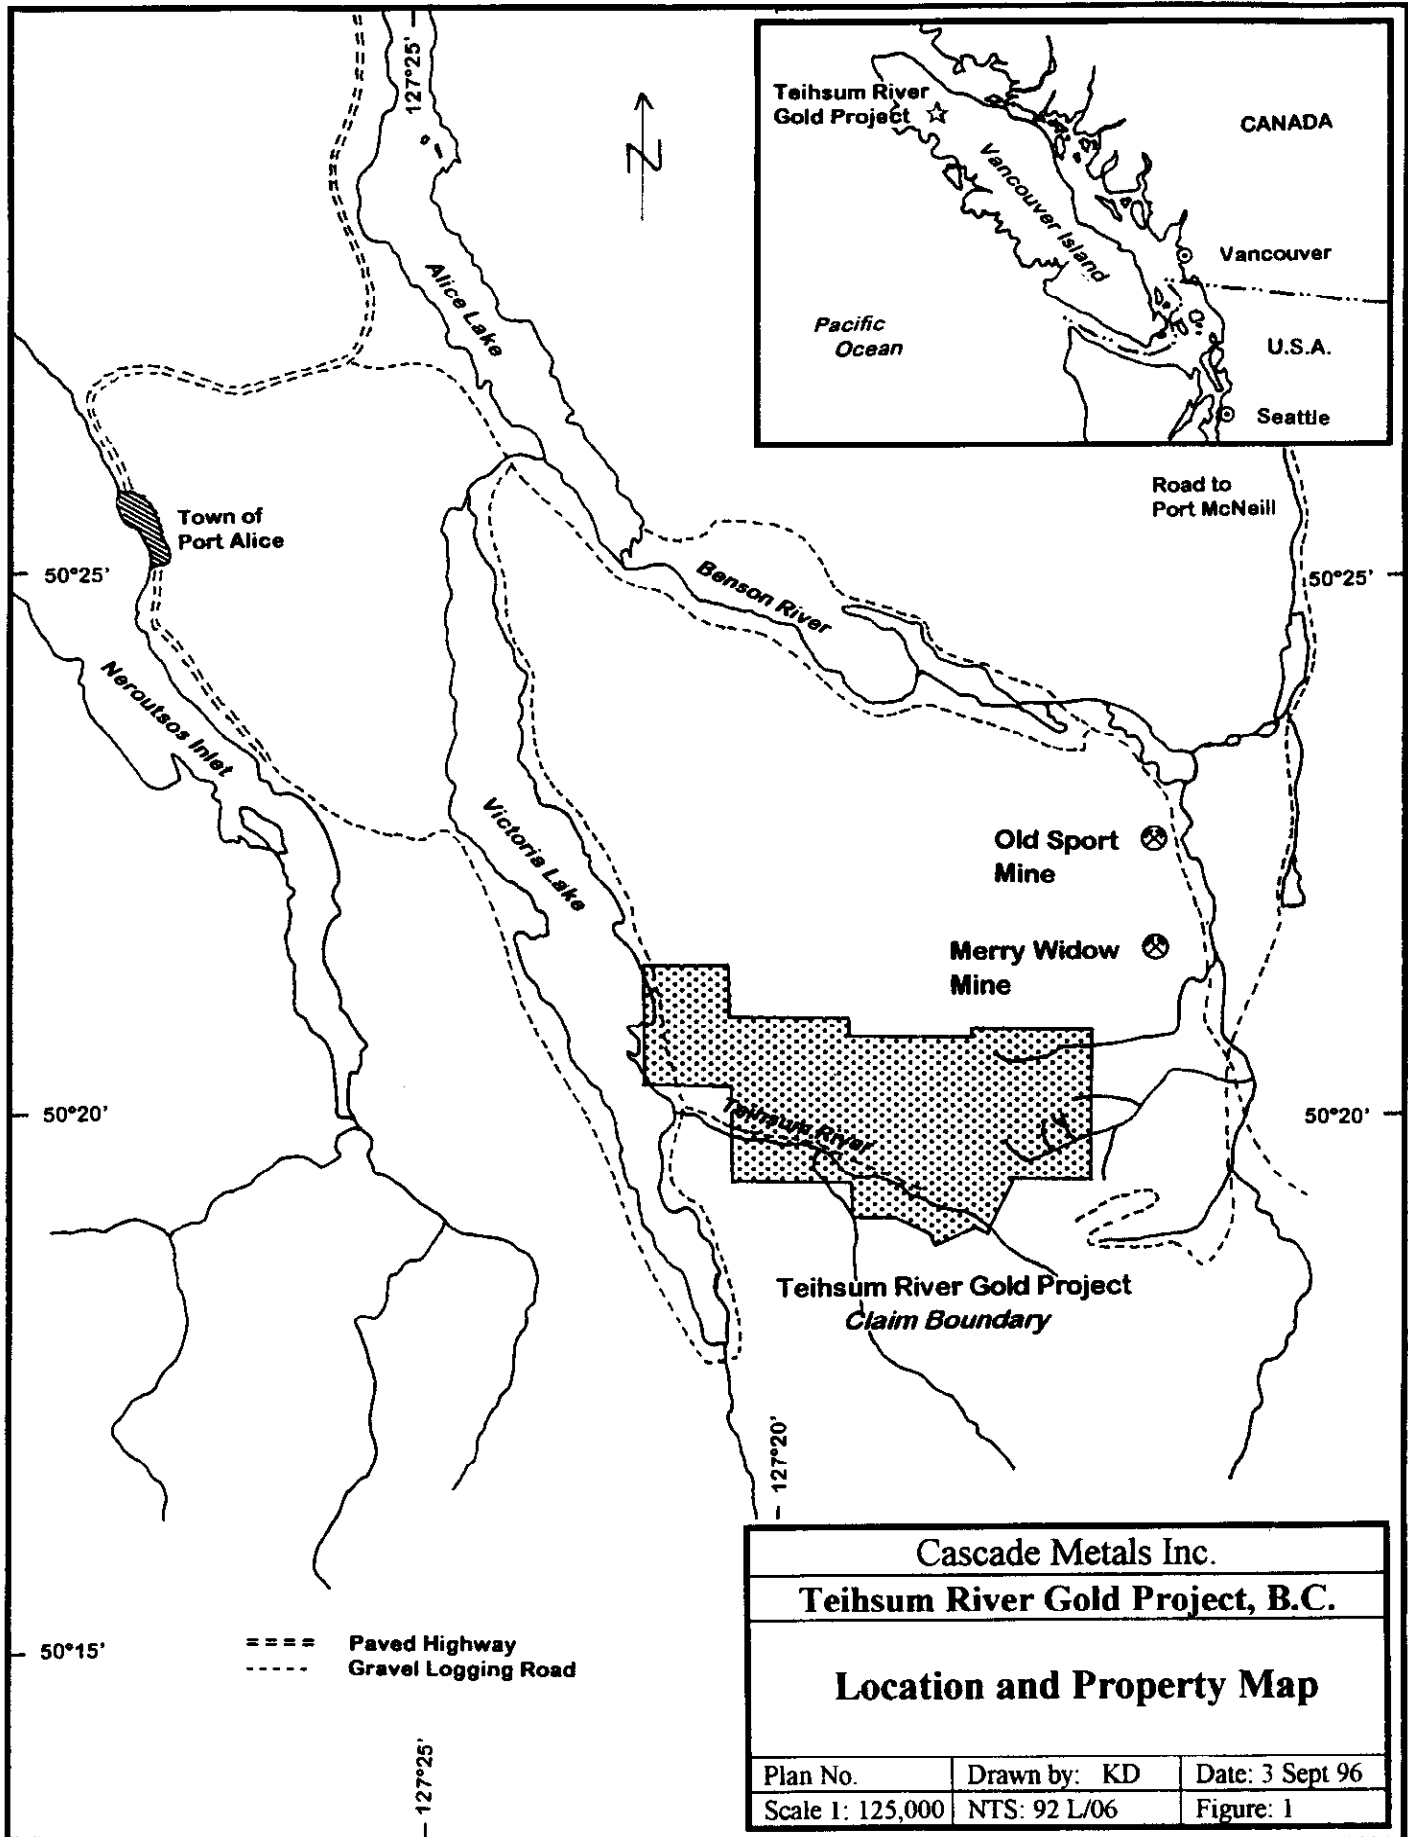 127°25'
N
Teihsum River
Gold Project
CANADA
Vancouver Island
Vancouver
Pacific
Ocean
U.S.A.
Seattle
Alice Lake
Road to
Port McNeill
Town of
Port Alice
50°25'
50°25'
Benson River
Neroutsos Inlet
Victoria Lake
Old Sport
Mine
Merry Widow
Mine
50°20'
50°20'
Teihsum River
Teihsum River Gold Project
Claim Boundary
127°20'
50°15'
==== Paved Highway
----- Gravel Logging Road
127°25'
Cascade Metals Inc.
Teihsum River Gold Project, B.C.
Location and Property Map
Plan No. Drawn by: KD Date: 3 Sept 96
Scale 1: 125,000 NTS: 92 L/06 Figure: 1